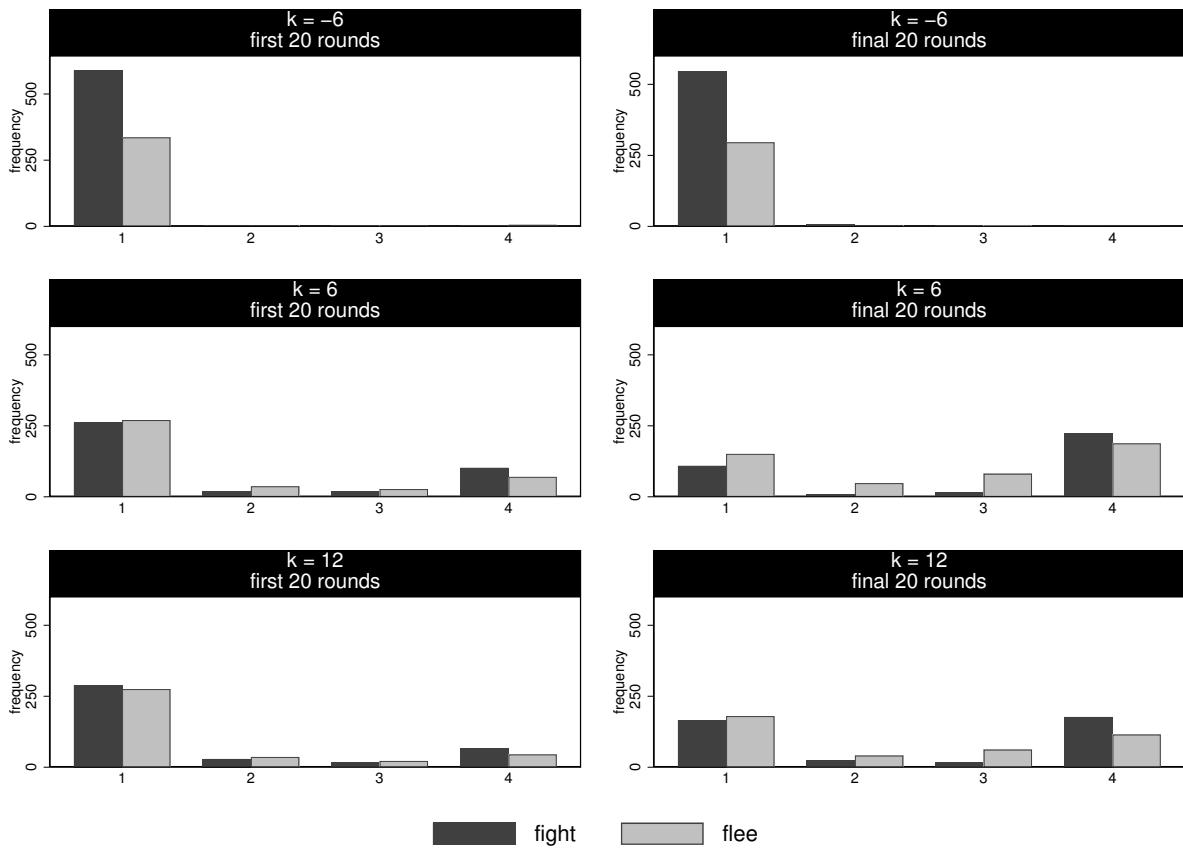 k = −6
first 20 rounds
frequency
500
250
0
1 2 3 4
k = −6
final 20 rounds
frequency
500
250
0
1 2 3 4
k = 6
first 20 rounds
frequency
500
250
0
1 2 3 4
k = 6
final 20 rounds
frequency
500
250
0
1 2 3 4
k = 12
first 20 rounds
frequency
500
250
0
1 2 3 4
k = 12
final 20 rounds
frequency
500
250
0
1 2 3 4
fight flee